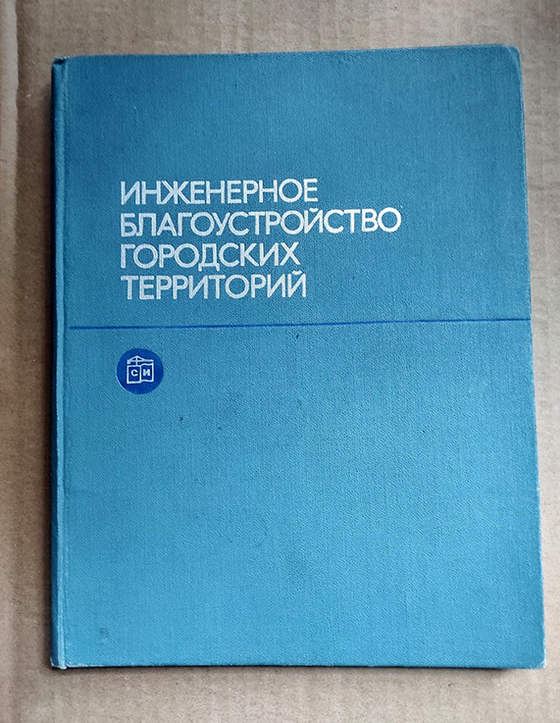 ИНЖЕНЕРНОЕ
БЛАГОУСТРОЙСТВО
ГОРОДСКИХ
ТЕРРИТОРИЙ
СИ